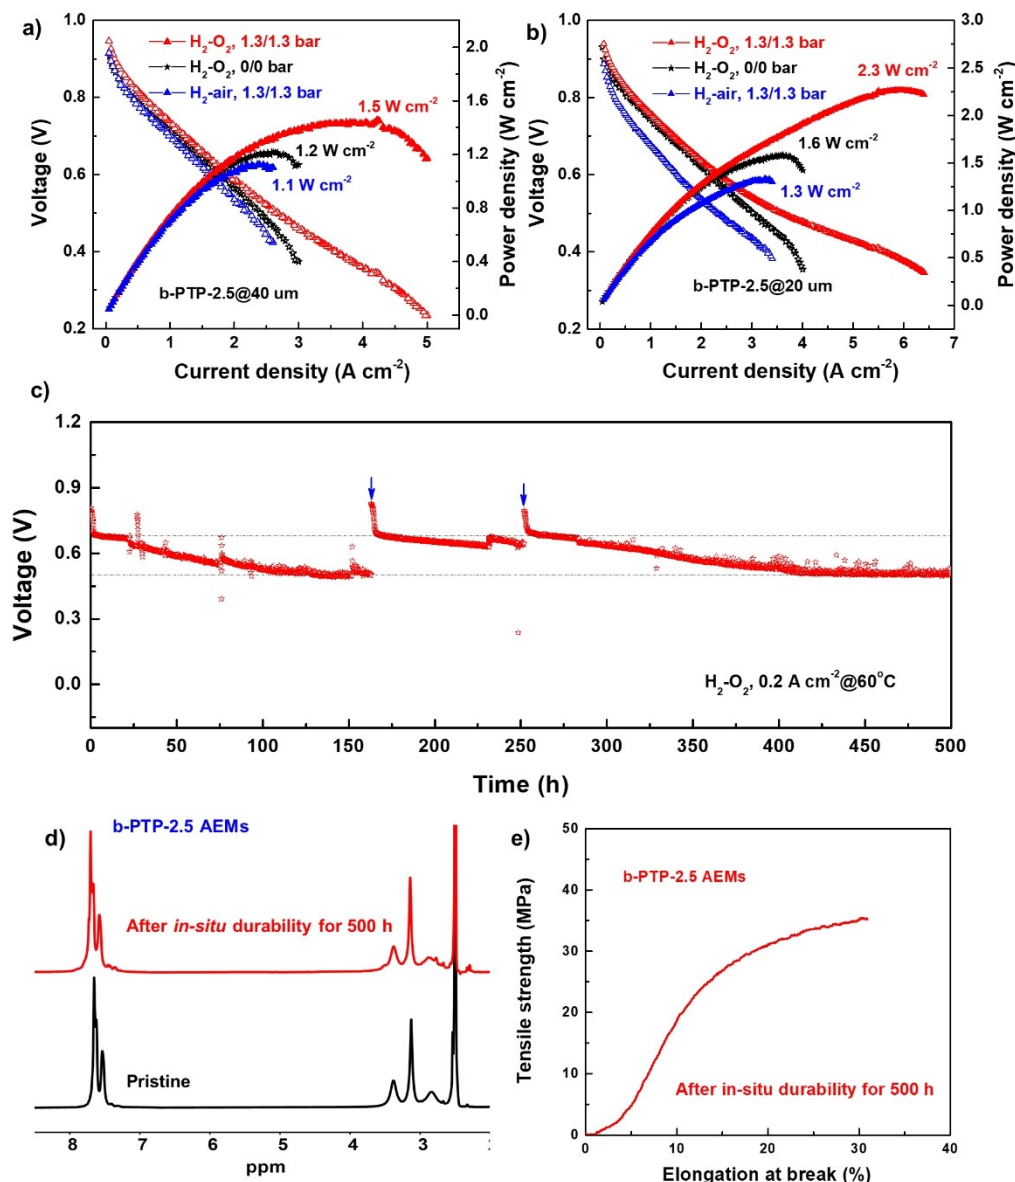 a)
H₂-O₂, 1.3/1.3 bar
H₂-O₂, 0/0 bar
H₂-air, 1.3/1.3 bar
1.5 W cm⁻²
1.2 W cm⁻²
1.1 W cm⁻²
b-PTP-2.5@40 um
1.0
0.8
0.6
0.4
0.2
Voltage (V)
2.0
1.6
1.2
0.8
0.4
0.0
Power density (W cm⁻²)
0 1 2 3 4 5
Current density (A cm⁻²)
b)
H₂-O₂, 1.3/1.3 bar
H₂-O₂, 0/0 bar
H₂-air, 1.3/1.3 bar
2.3 W cm⁻²
1.6 W cm⁻²
1.3 W cm⁻²
b-PTP-2.5@20 um
1.0
0.8
0.6
0.4
0.2
Voltage (V)
3.0
2.5
2.0
1.5
1.0
0.5
0.0
Power density (W cm⁻²)
0 1 2 3 4 5 6 7
Current density (A cm⁻²)
c)
1.2
0.9
0.6
0.3
0.0
Voltage (V)
H₂-O₂, 0.2 A cm⁻²@60°C
0 50 75 100 125 150 175 200 225 250 300 325 350 375 400 425 450 500
Time (h)
d)
b-PTP-2.5 AEMs
After in-situ durability for 500 h
Pristine
8 7 6 5 4 3
ppm
e)
b-PTP-2.5 AEMs
After in-situ durability for 500 h
50
40
30
20
10
0
Tensile strength (MPa)
0 10 20 30 40
Elongation at break (%)